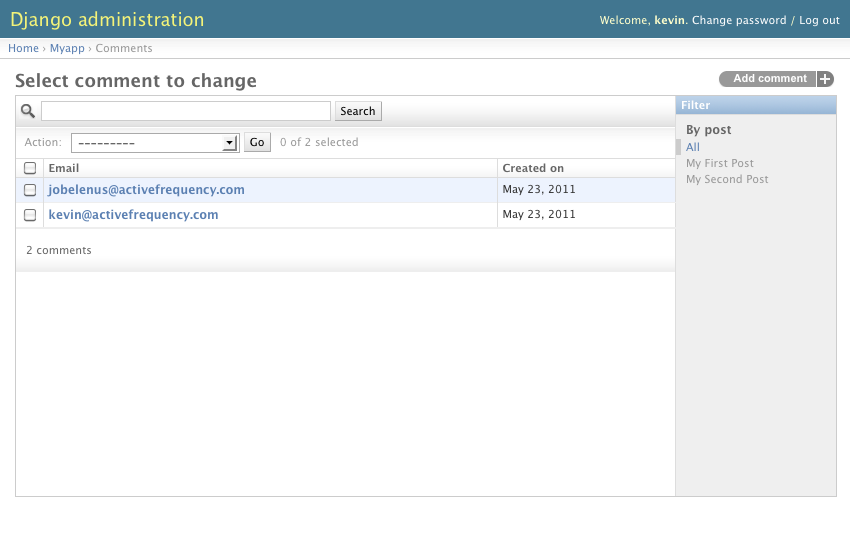 Django administration
Welcome, kevin. Change password / Log out
Home › Myapp › Comments
Select comment to change
Add comment +
Search
Filter
Action: --------- Go 0 of 2 selected
By post
All
My First Post
My Second Post
Email Created on
jobelenus@activefrequency.com May 23, 2011
kevin@activefrequency.com May 23, 2011
2 comments